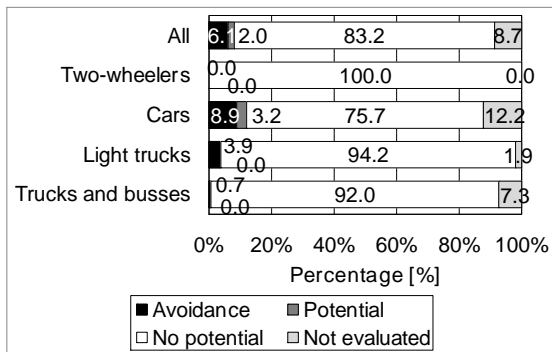 All 6.1 2.0 83.2 8.7
Two-wheelers 0.0 0.0 100.0 0.0
Cars 8.9 3.2 75.7 12.2
Light trucks 3.9 0.0 94.2 1.9
Trucks and busses 0.7 0.0 92.0 7.3
0% 20% 40% 60% 80% 100%
Percentage [%]
Avoidance Potential
No potential Not evaluated